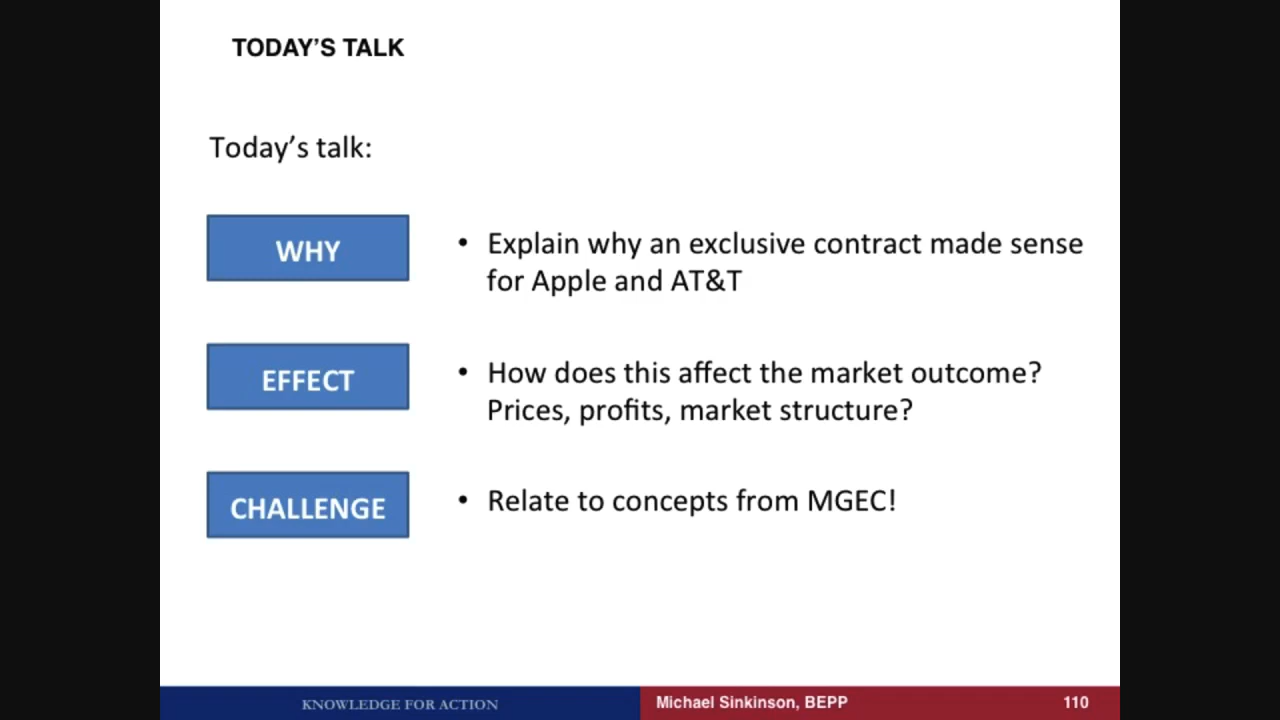 TODAY’S TALK
Today’s talk:
WHY
• Explain why an exclusive contract made sense
for Apple and AT&T
EFFECT
• How does this affect the market outcome?
Prices, profits, market structure?
CHALLENGE
• Relate to concepts from MGEC!
KNOWLEDGE FOR ACTION
Michael Sinkinson, BEPP
110